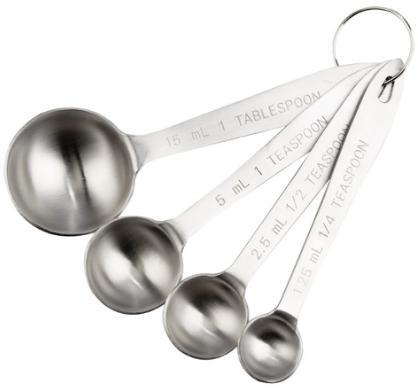 15 mL 1 TABLESPOON
5 mL 1 TEASPOON
2.5 mL 1/2 TEASPOON
1.25 mL 1/4 TEASPOON